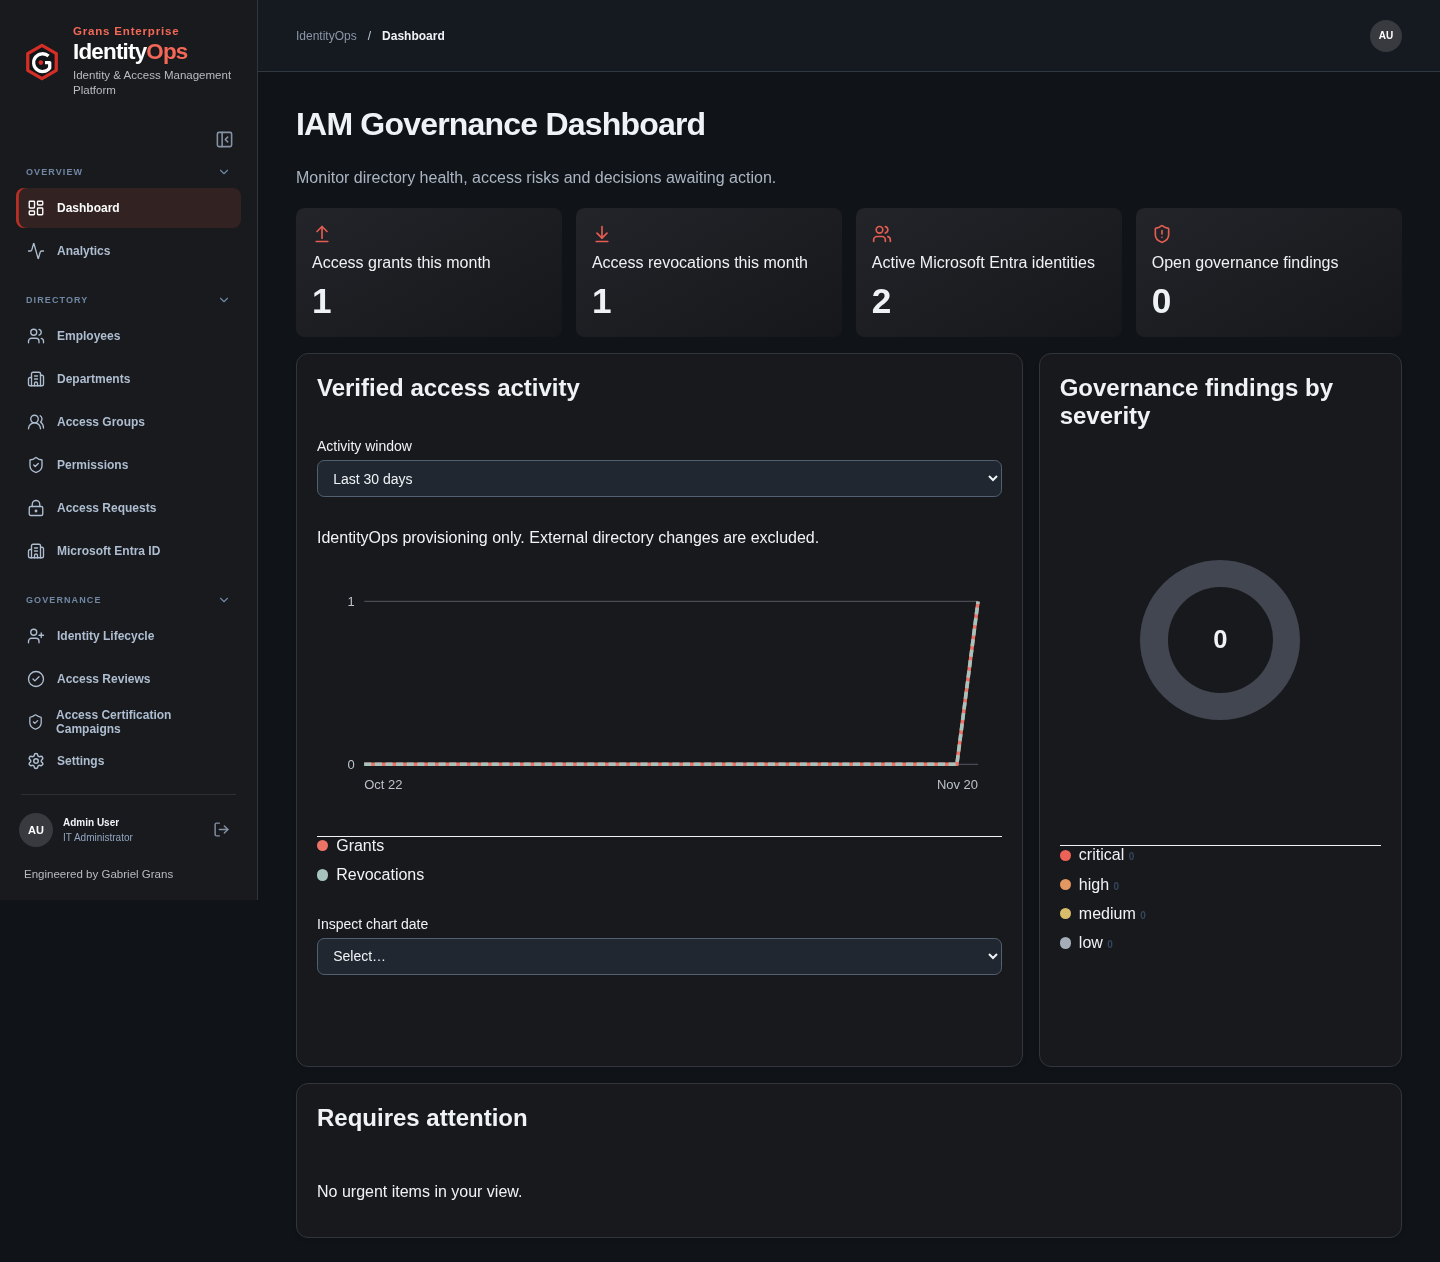 Grans Enterprise
IdentityOps
Identity & Access Management
Platform
OVERVIEW
Dashboard
Analytics
DIRECTORY
Employees
Departments
Access Groups
Permissions
Access Requests
Microsoft Entra ID
GOVERNANCE
Identity Lifecycle
Access Reviews
Access Certification
Campaigns
Settings
AU
Admin User
IT Administrator
Engineered by Gabriel Grans
IdentityOps / Dashboard
AU
IAM Governance Dashboard
Monitor directory health, access risks and decisions awaiting action.
Access grants this month
1
Access revocations this month
1
Active Microsoft Entra identities
2
Open governance findings
0
Verified access activity
Activity window
Last 30 days
IdentityOps provisioning only. External directory changes are excluded.
1
0
Oct 22
Nov 20
Grants
Revocations
Inspect chart date
Select…
Governance findings by
severity
0
critical 0
high 0
medium 0
low 0
Requires attention
No urgent items in your view.